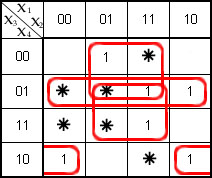 X₁ 00 01 11 10
X₃ X₂
X₄
00 1 *
01 * * 1 1
11 * * 1
10 1 * 1